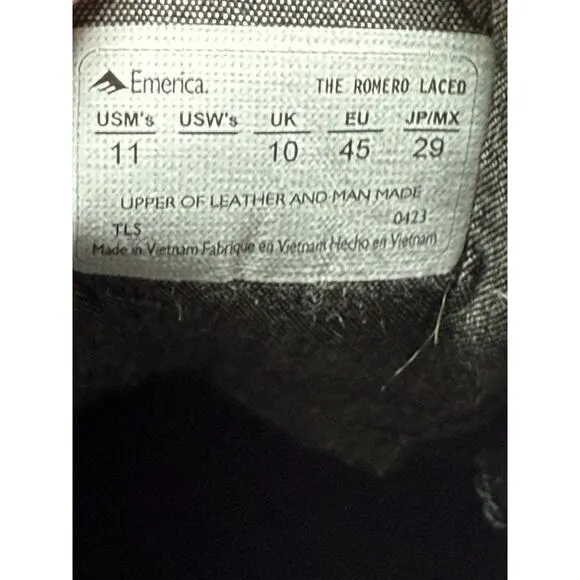 Emerica. THE ROMERO LACED
USM's USW's UK EU JP/MX
11 10 45 29
UPPER OF LEATHER AND MAN MADE
TLS 0423
Made in Vietnam Fabriqué en Vietnam Hecho en Vietnam